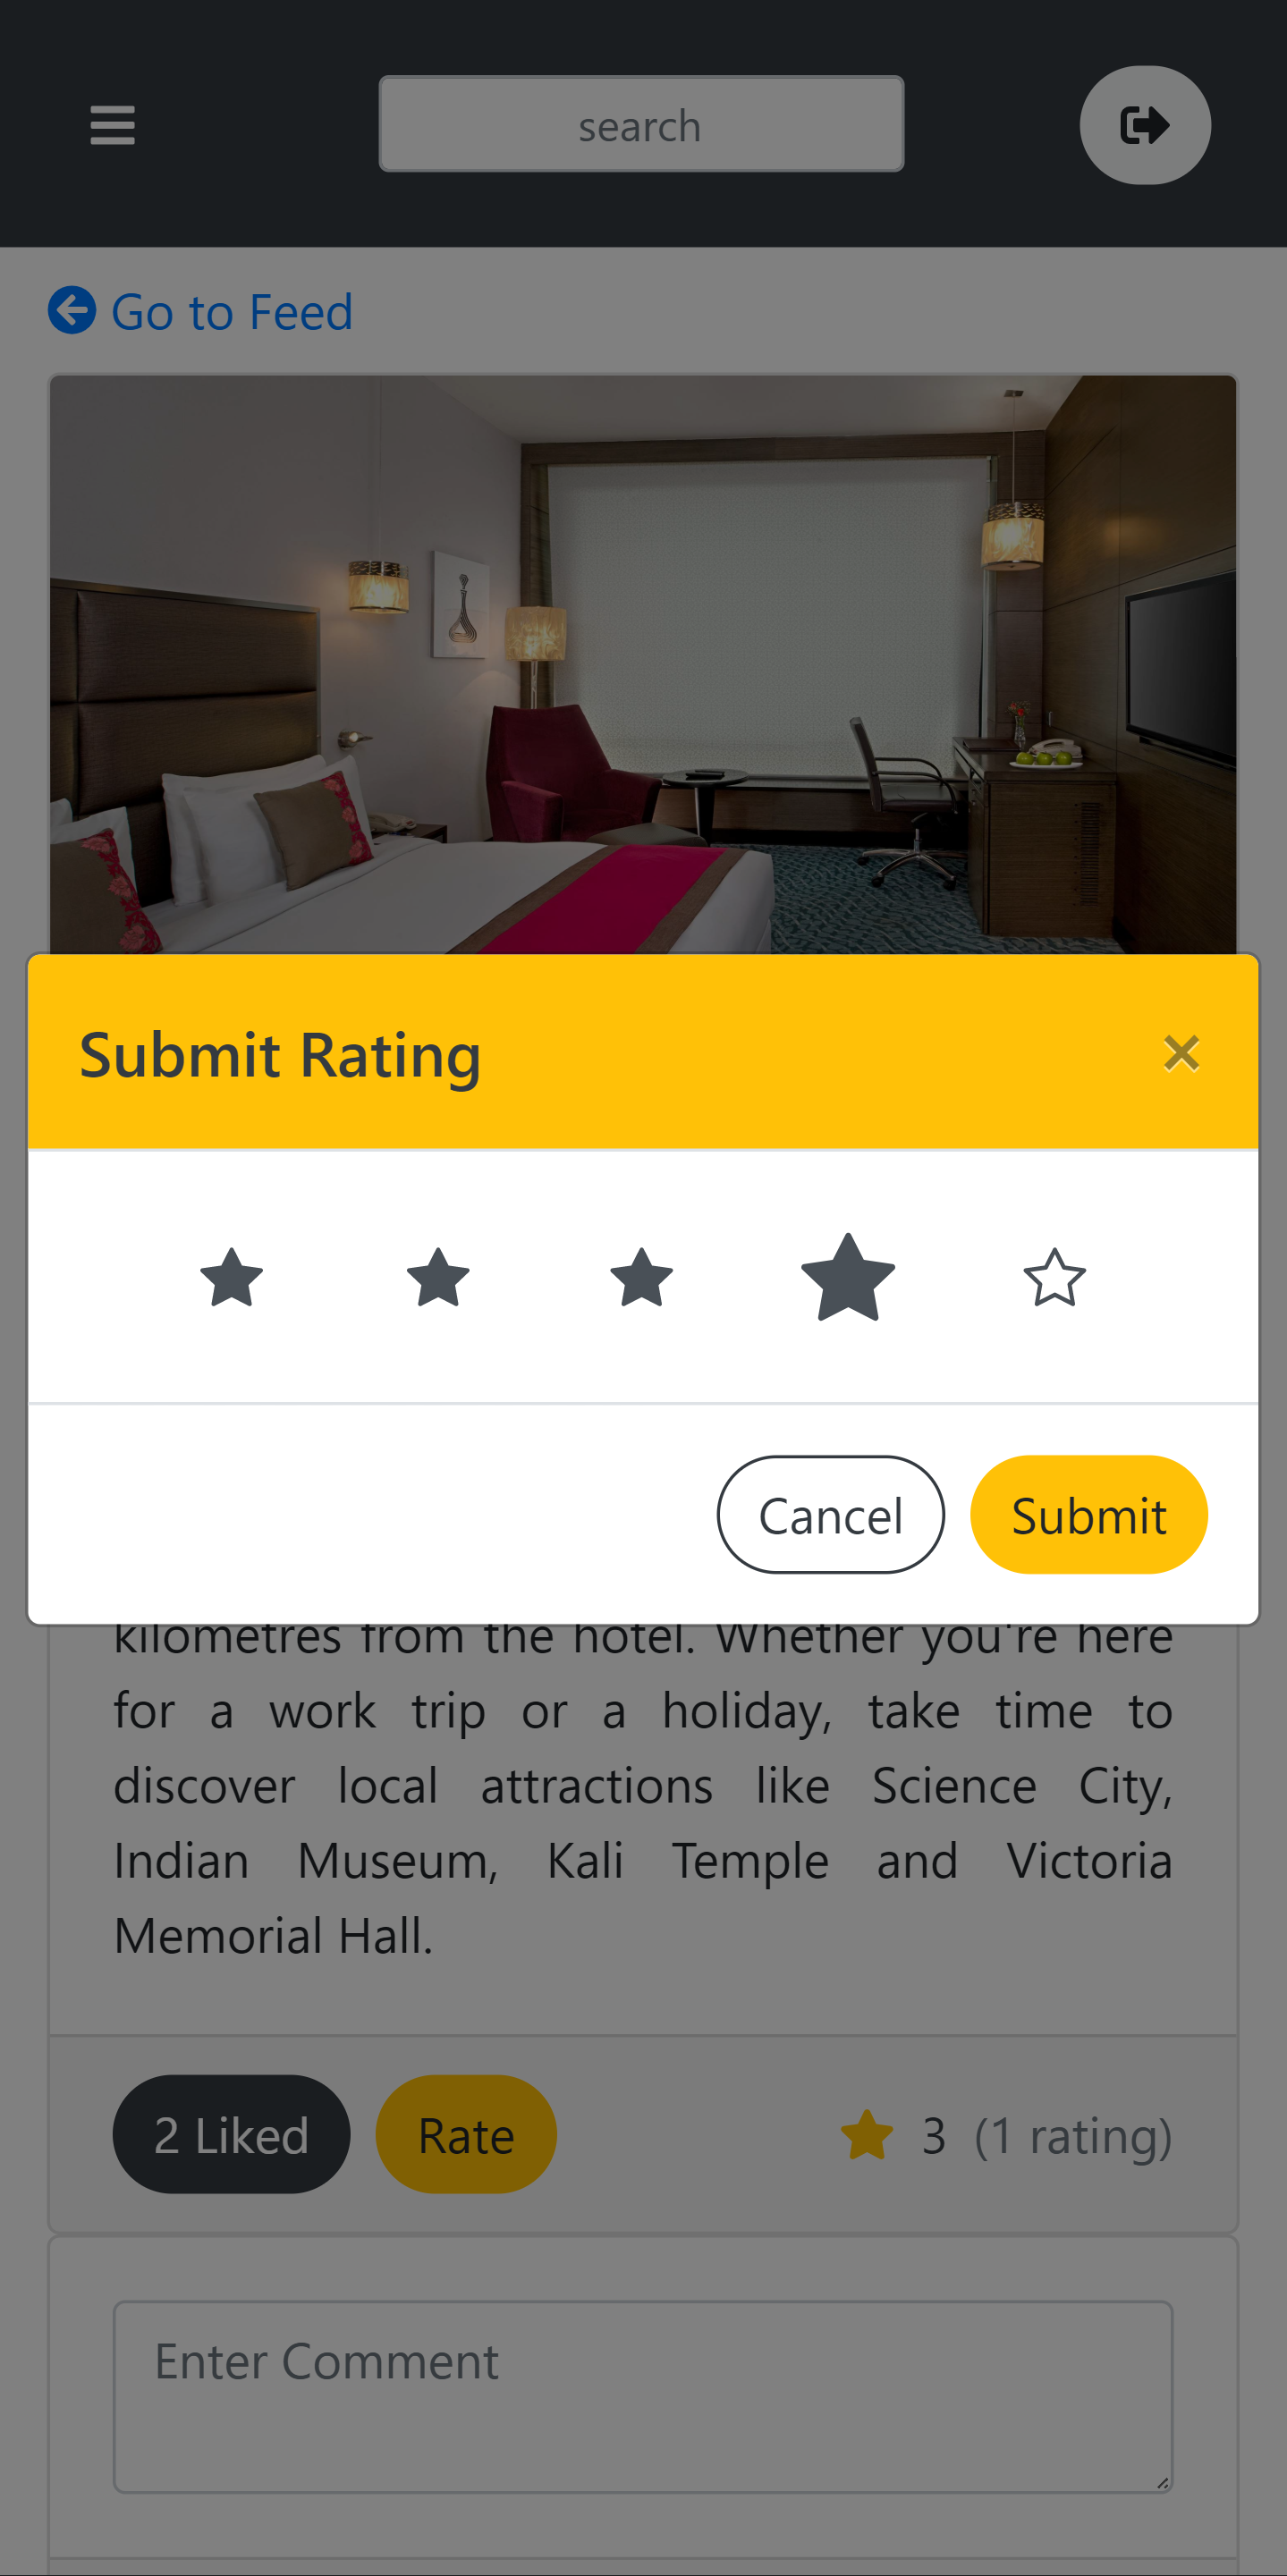 search
Go to Feed
Submit Rating
×
Cancel Submit
kilometres from the hotel. Whether you're here
for a work trip or a holiday, take time to
discover local attractions like Science City,
Indian Museum, Kali Temple and Victoria
Memorial Hall.
2 Liked Rate 3 (1 rating)
Enter Comment